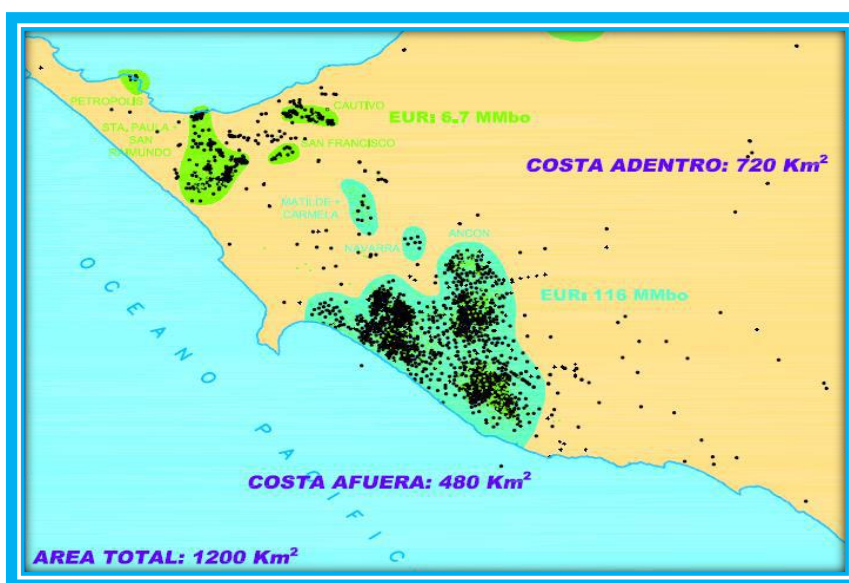 PETROPOLIS
STA. PAULA +
SAN
RAIMUNDO
CAUTIVO
EUR: 6.7 MMbo
SAN FRANCISCO
COSTA ADENTRO: 720 Km²
MATILDE +
CARMELA
NAVARRA
ANCON
EUR: 116 MMbo
OCEANO PACIFIC
COSTA AFUERA: 480 Km²
AREA TOTAL: 1200 Km²